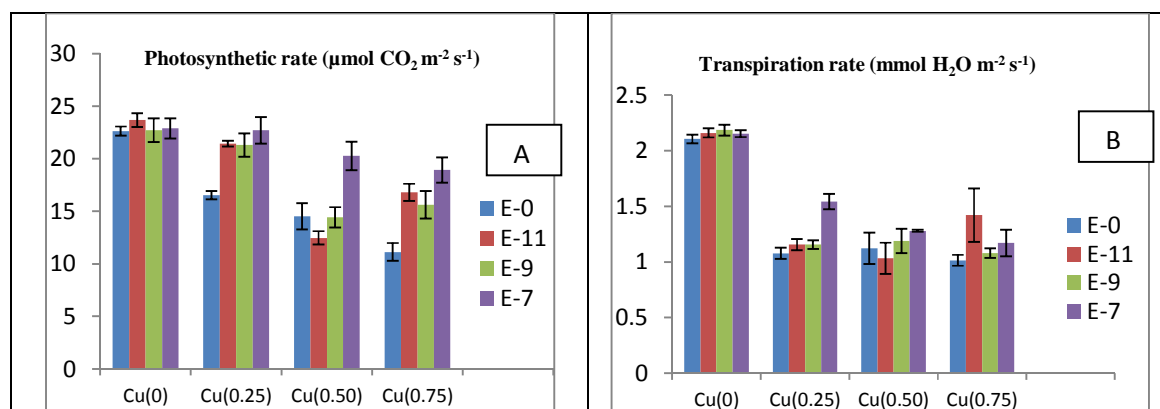 Photosynthetic rate (µmol CO₂ m⁻² s⁻¹)
30
25
20
15
10
5
0
A
E-0
E-11
E-9
E-7
Cu(0) Cu(0.25) Cu(0.50) Cu(0.75)
Transpiration rate (mmol H₂O m⁻² s⁻¹)
2.5
2
1.5
1
0.5
0
B
E-0
E-11
E-9
E-7
Cu(0) Cu(0.25) Cu(0.50) Cu(0.75)